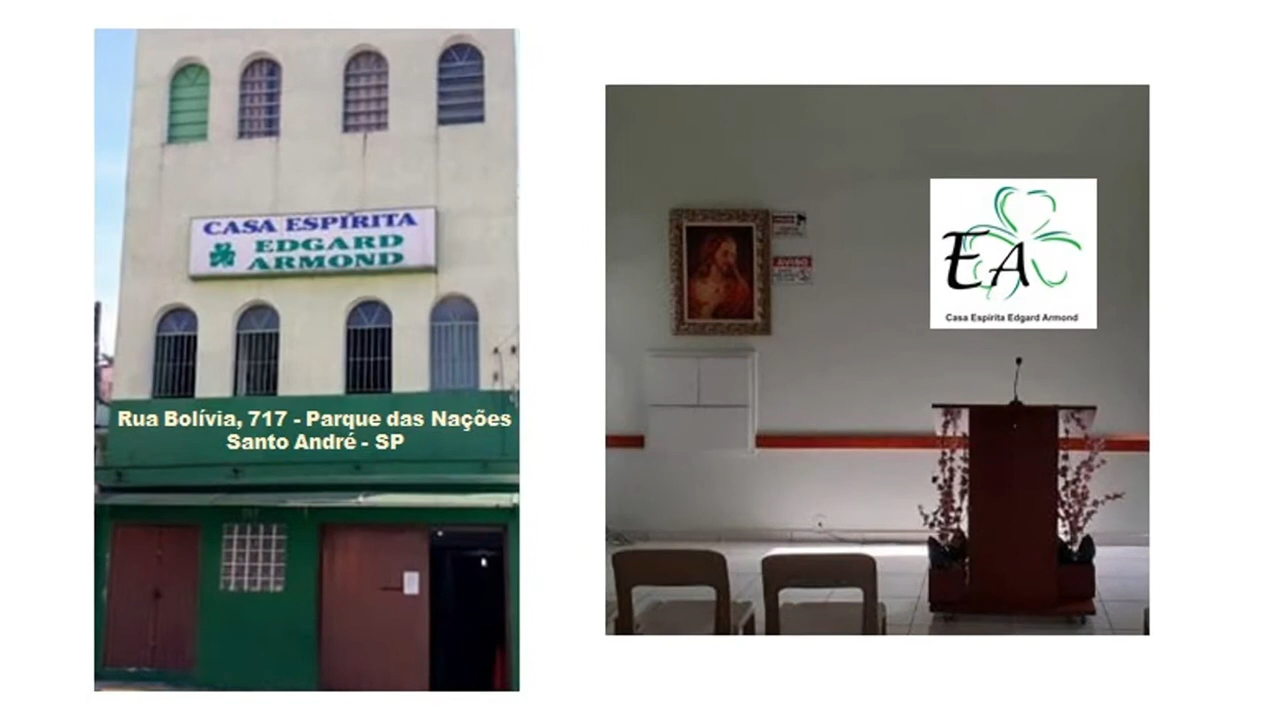 CASA ESPÍRITA
EDGARD
ARMOND
Rua Bolívia, 717 - Parque das Nações
Santo André - SP
AVISO
EA
Casa Espírita Edgard Armond